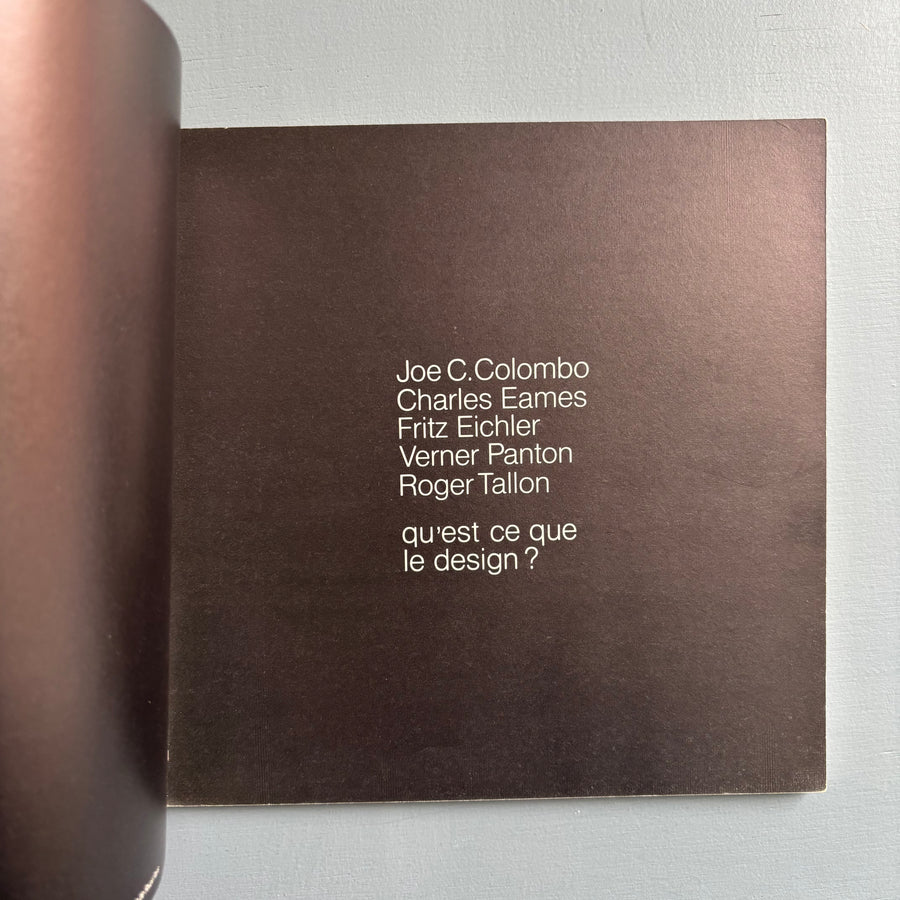 Joe C. Colombo
Charles Eames
Fritz Eichler
Verner Panton
Roger Tallon
qu'est ce que
le design ?